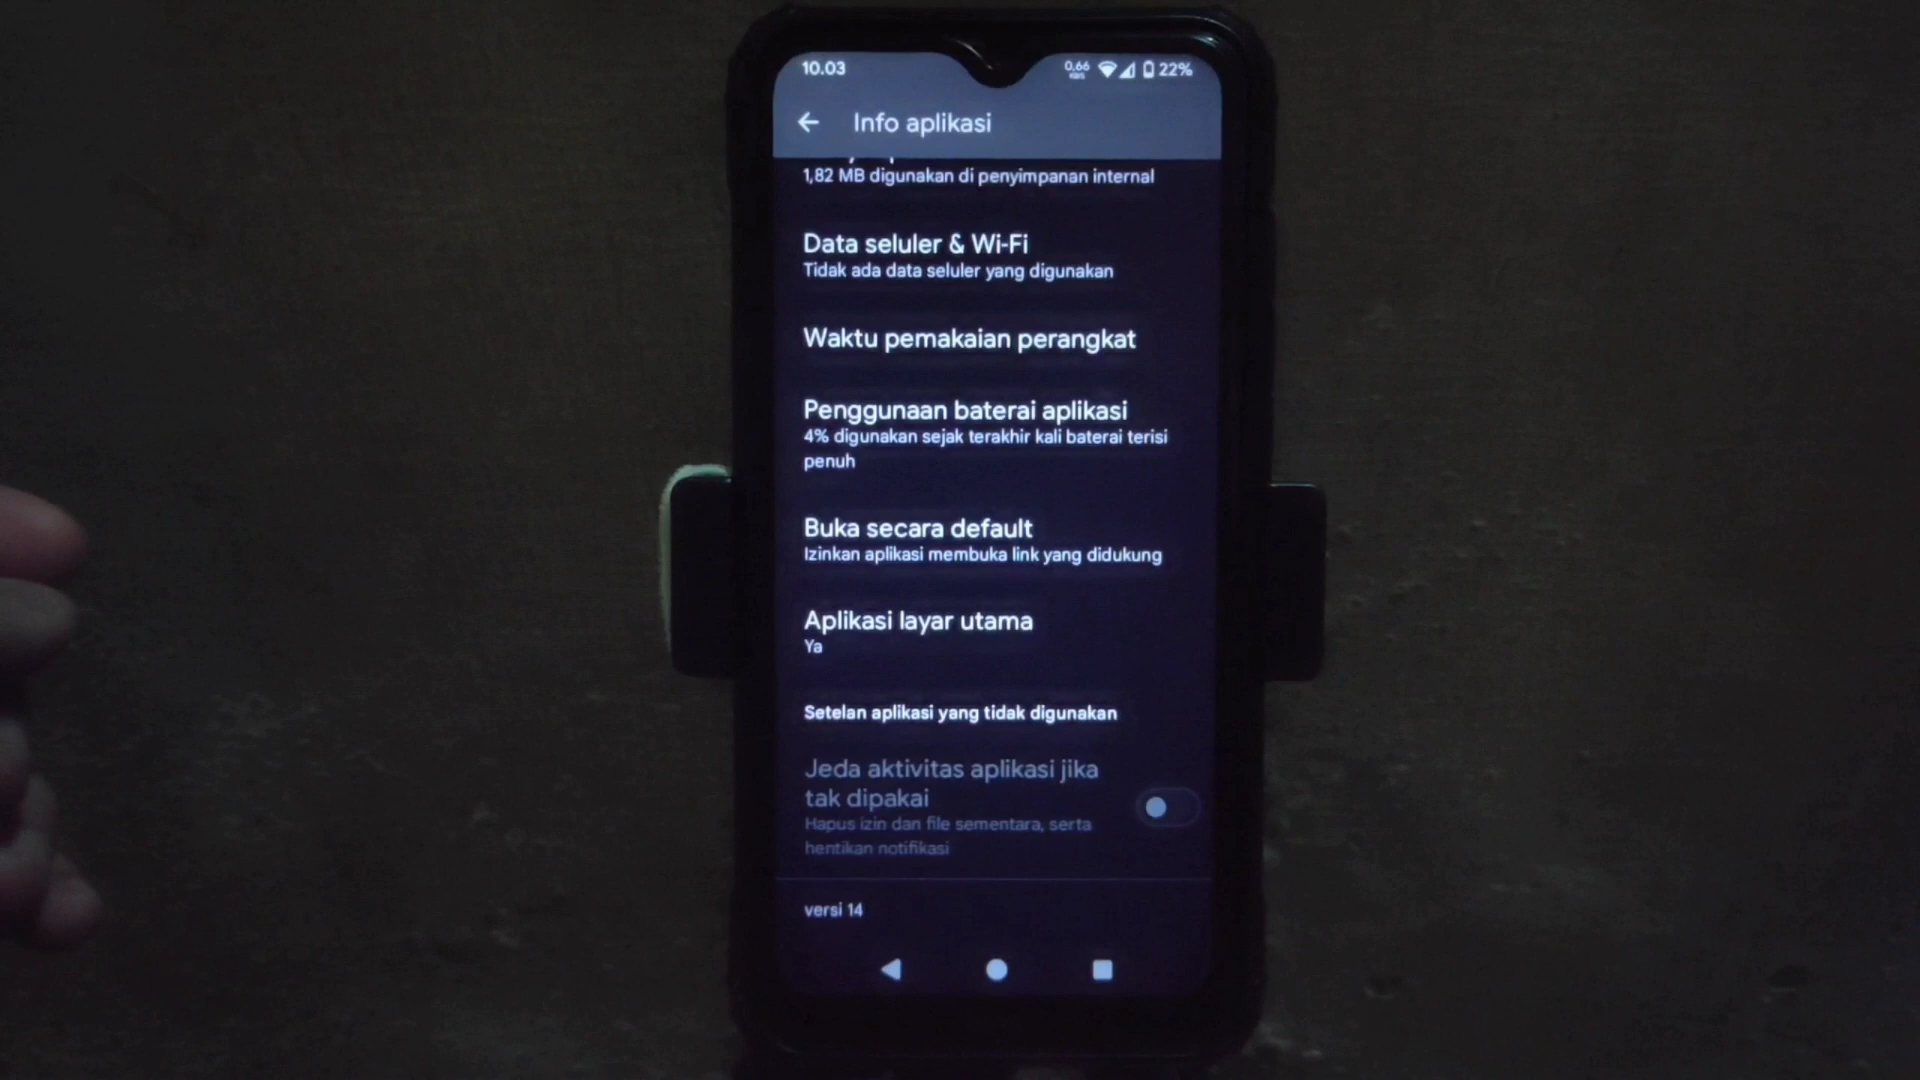 10.03
0,66
KB/S
22%
Info aplikasi
1,82 MB digunakan di penyimpanan internal
Data seluler & Wi-Fi
Tidak ada data seluler yang digunakan
Waktu pemakaian perangkat
Penggunaan baterai aplikasi
4% digunakan sejak terakhir kali baterai terisi
penuh
Buka secara default
Izinkan aplikasi membuka link yang didukung
Aplikasi layar utama
Ya
Setelan aplikasi yang tidak digunakan
Jeda aktivitas aplikasi jika
tak dipakai
Hapus izin dan file sementara, serta
hentikan notifikasi
versi 14